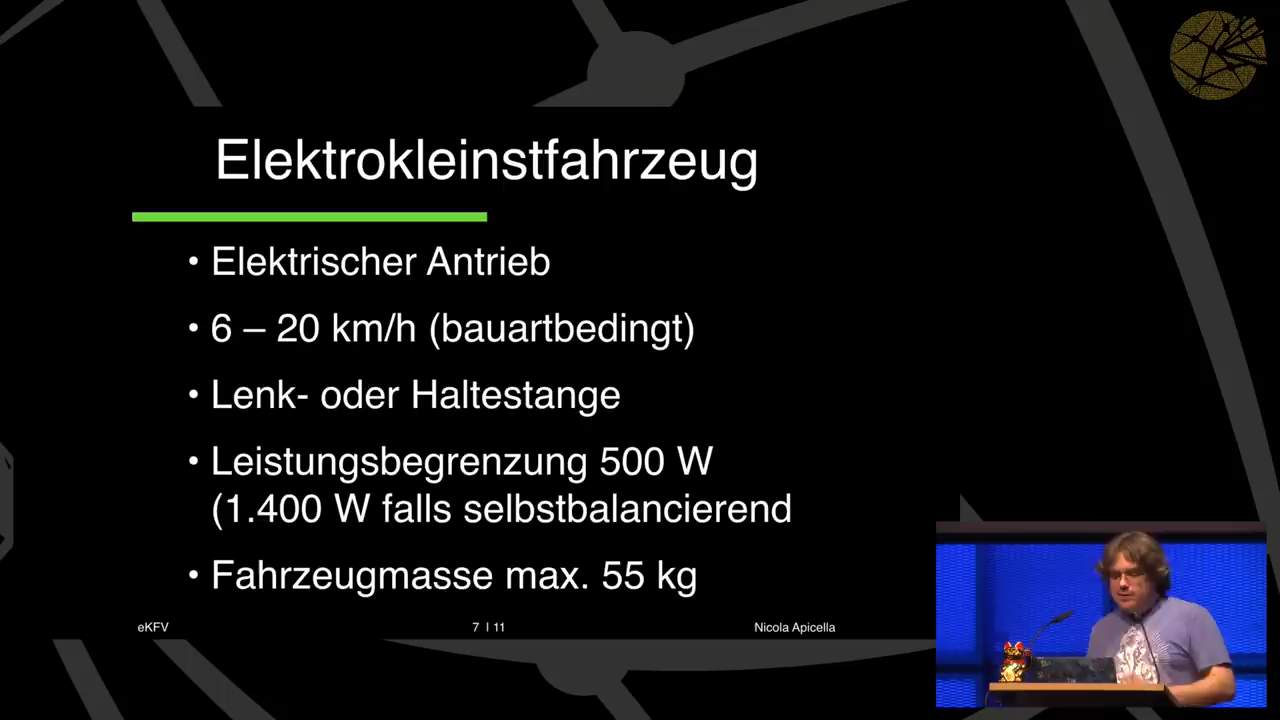 Elektrokleinstfahrzeug
• Elektrischer Antrieb
• 6 – 20 km/h (bauartbedingt)
• Lenk- oder Haltestange
• Leistungsbegrenzung 500 W
(1.400 W falls selbstbalancierend
• Fahrzeugmasse max. 55 kg
eKFV
7 | 11
Nicola Apicella